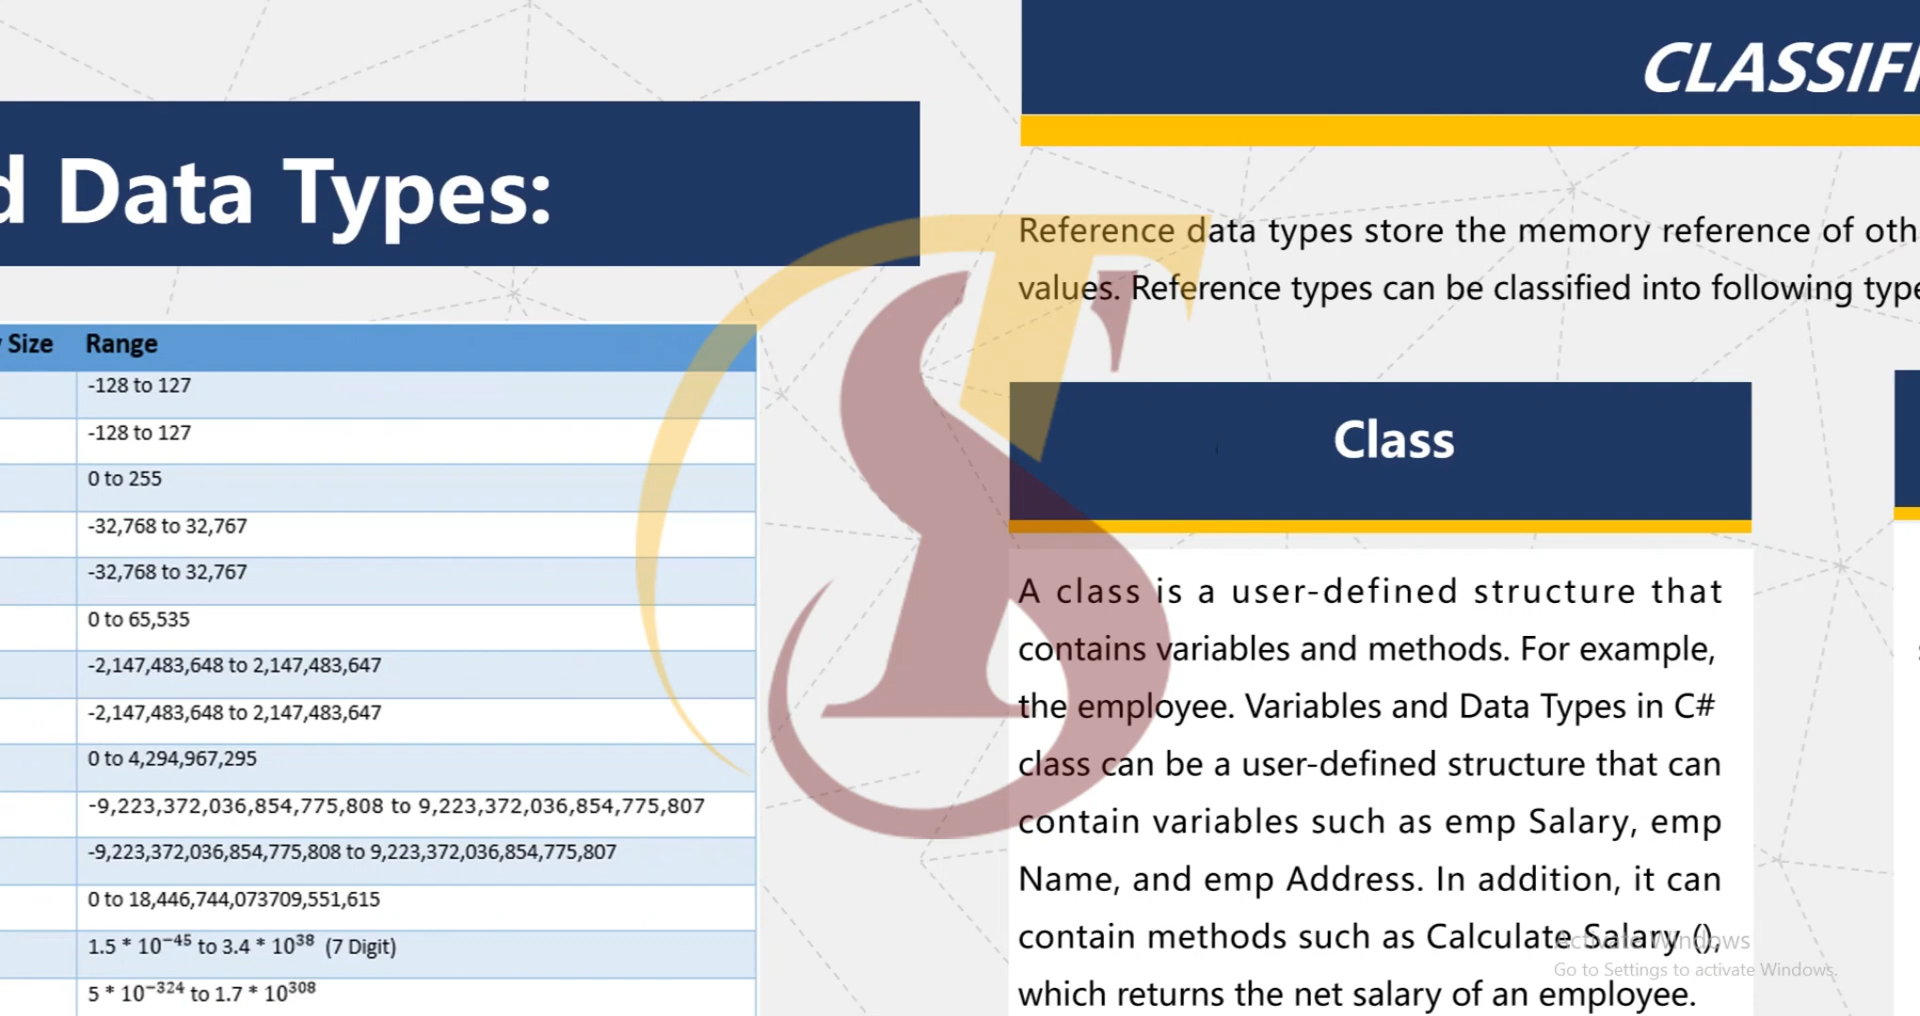 d Data Types:
Size Range
-128 to 127
-128 to 127
0 to 255
-32,768 to 32,767
-32,768 to 32,767
0 to 65,535
-2,147,483,648 to 2,147,483,647
-2,147,483,648 to 2,147,483,647
0 to 4,294,967,295
-9,223,372,036,854,775,808 to 9,223,372,036,854,775,807
-9,223,372,036,854,775,808 to 9,223,372,036,854,775,807
0 to 18,446,744,073709,551,615
1.5 * 10⁻⁴⁵ to 3.4 * 10³⁸ (7 Digit)
5 * 10⁻³²⁴ to 1.7 * 10³⁰⁸
CLASSIF
Reference data types store the memory reference of oth
values. Reference types can be classified into following type
Class
A class is a user-defined structure that
contains variables and methods. For example,
the employee. Variables and Data Types in C#
class can be a user-defined structure that can
contain variables such as emp Salary, emp
Name, and emp Address. In addition, it can
contain methods such as Calculate Salary (),
which returns the net salary of an employee.
Activate Windows
Go to Settings to activate Windows.